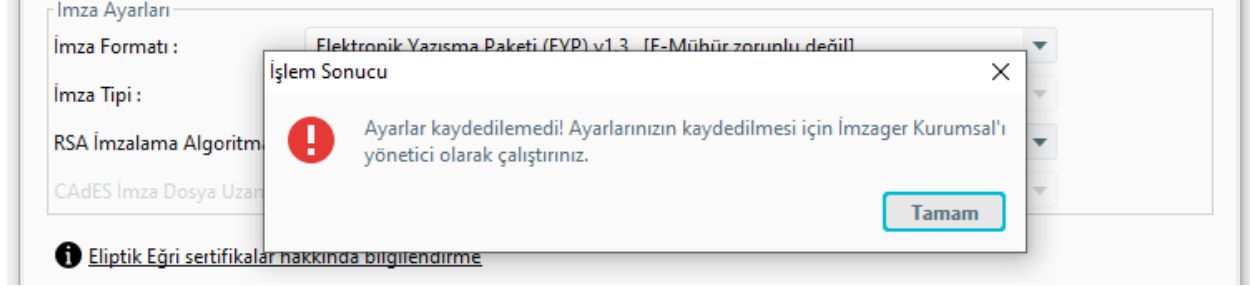 İmza Ayarları
İmza Formatı :
Elektronik Yazışma Paketi (EYP) v1.3 [E-Mühür zorunlu değil]
İşlem Sonucu
İmza Tipi :
Ayarlar kaydedilemedi! Ayarlarınızın kaydedilmesi için İmzager Kurumsal'ı
yönetici olarak çalıştırınız.
RSA İmzalama
CAdES İmza Dosya
Tamam
Eliptik Eğri sertifikalar hakkında bilgilendirme